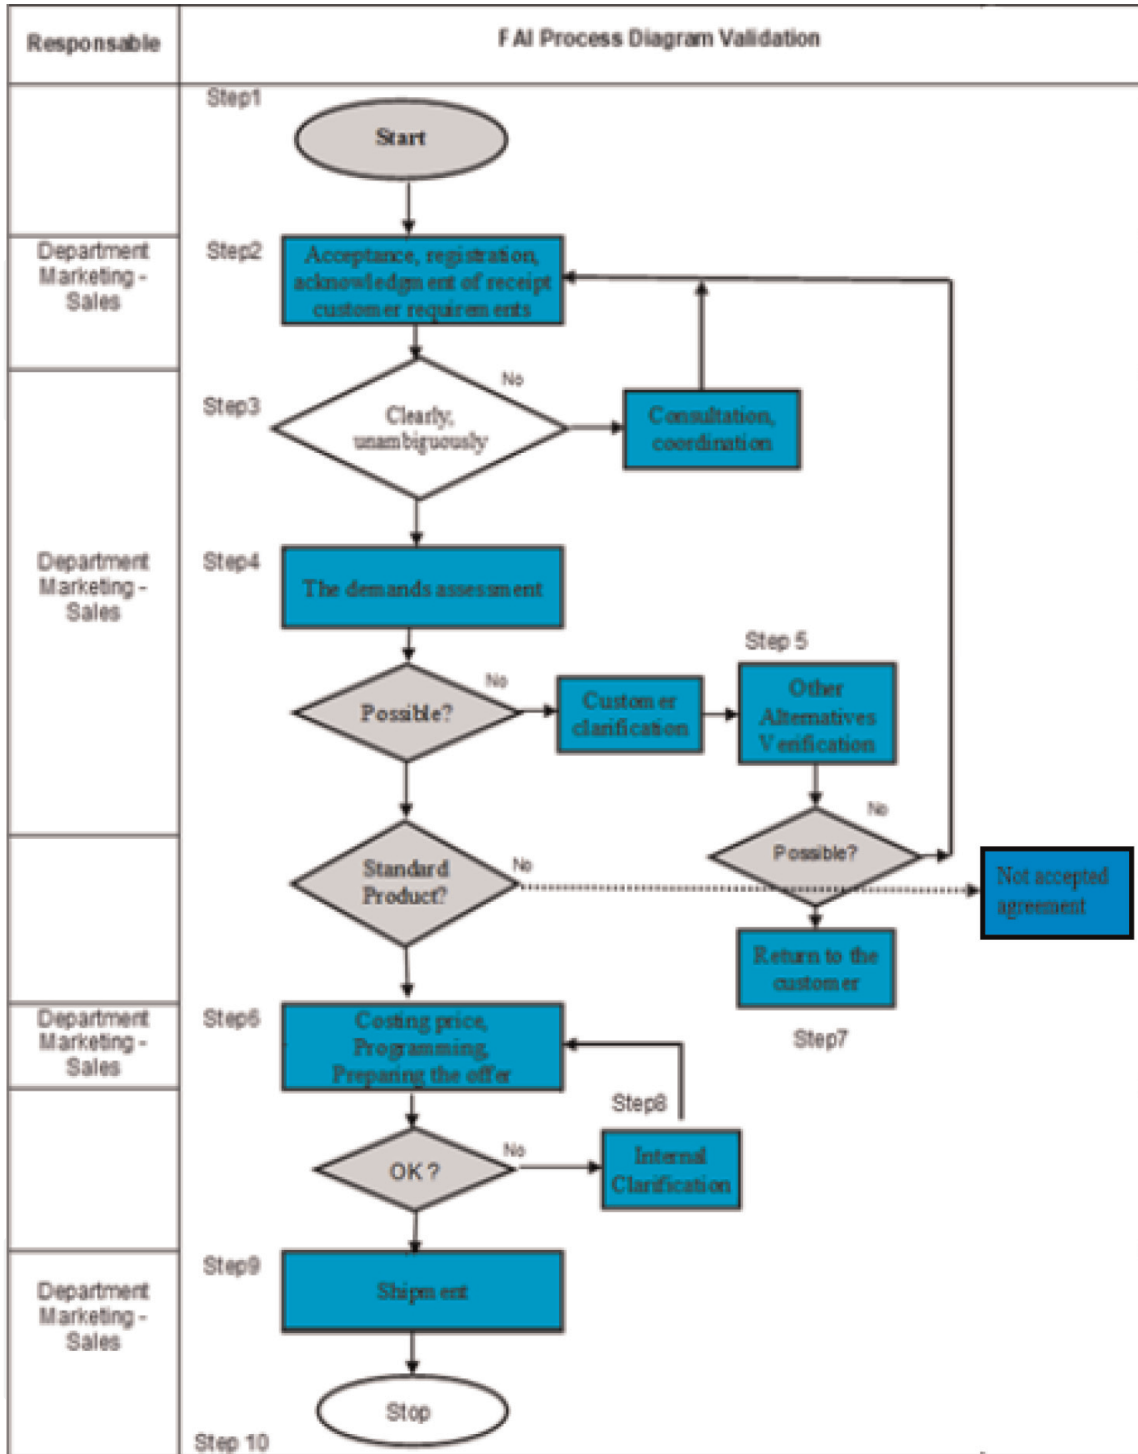 Responsable
FAI Process Diagram Validation
Step1
Start
Department
Marketing -
Sales
Step2
Acceptance, registration,
acknowledgment of receipt
customer requirements
No
Step3
Clearly,
unambiguously
Consultation,
coordination
Department
Marketing -
Sales
Step4
The demands assessment
Step 5
Possible?
No
Customer
clarification
Other
Alternatives
Verification
No
Possible?
Standard
Product?
No
Not accepted
agreement
Return to the
customer
Step7
Department
Marketing -
Sales
Step6
Costing price,
Programming,
Preparing the offer
Step8
OK ?
No
Internal
Clarification
Department
Marketing -
Sales
Step9
Shipment
Stop
Step 10